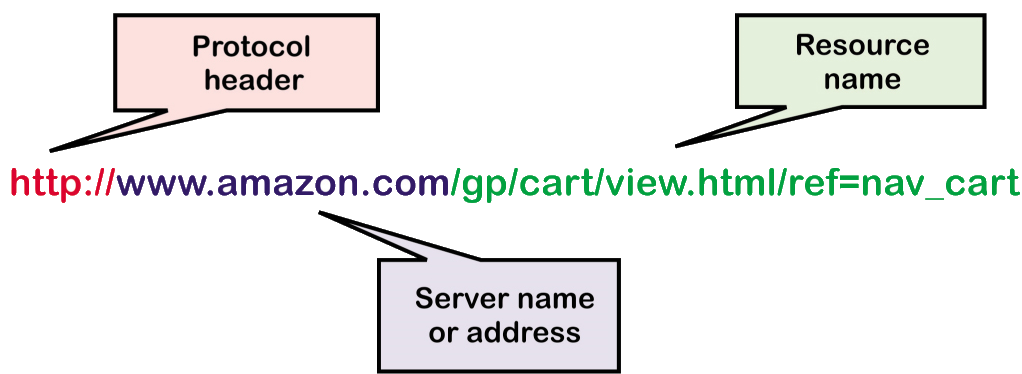 Protocol
header
Resource
name
http://www.amazon.com/gp/cart/view.html/ref=nav_cart
Server name
or address